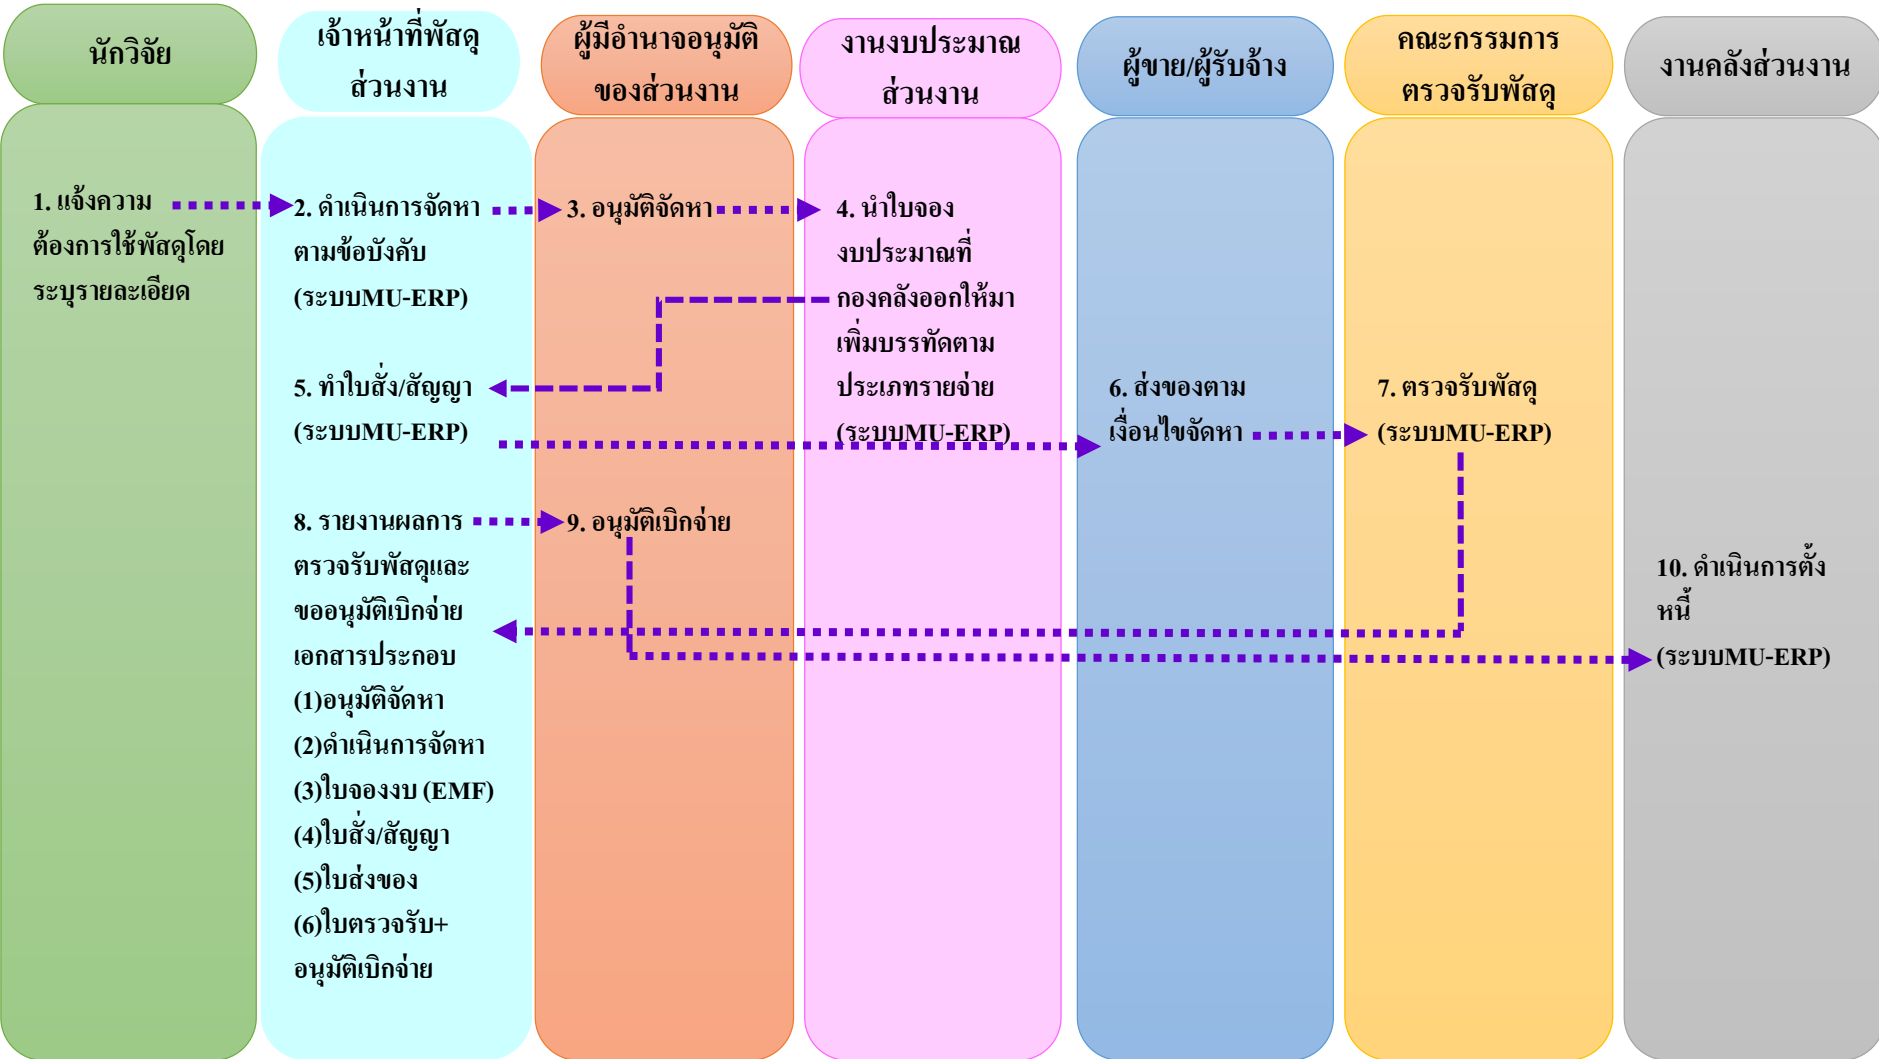 นักวิจัย
เจ้าหน้าที่พัสดุ
ส่วนงาน
ผู้มีอำนาจอนุมัติ
ของส่วนงาน
งานงบประมาณ
ส่วนงาน
ผู้ขาย/ผู้รับจ้าง
คณะกรรมการ
ตรวจรับพัสดุ
งานคลังส่วนงาน
1. แจ้งความ
ต้องการใช้พัสดุโดย
ระบุรายละเอียด
2. ดำเนินการจัดหา
ตามข้อบังคับ
(ระบบMU-ERP)
3. อนุมัติจัดหา
4. นำใบจอง
งบประมาณที่
กองคลังออกให้มา
เพิ่มบรรทัดตาม
ประเภทรายจ่าย
(ระบบMU-ERP)
5. ทำใบสั่ง/สัญญา
(ระบบMU-ERP)
6. ส่งของตาม
เงื่อนไขจัดหา
7. ตรวจรับพัสดุ
(ระบบMU-ERP)
8. รายงานผลการ
ตรวจรับพัสดุและ
ขออนุมัติเบิกจ่าย
เอกสารประกอบ
(1)อนุมัติจัดหา
(2)ดำเนินการจัดหา
(3)ใบจองงบ (EMF)
(4)ใบสั่ง/สัญญา
(5)ใบส่งของ
(6)ใบตรวจรับ+
อนุมัติเบิกจ่าย
9. อนุมัติเบิกจ่าย
10. ดำเนินการตั้ง
หนี้
(ระบบMU-ERP)